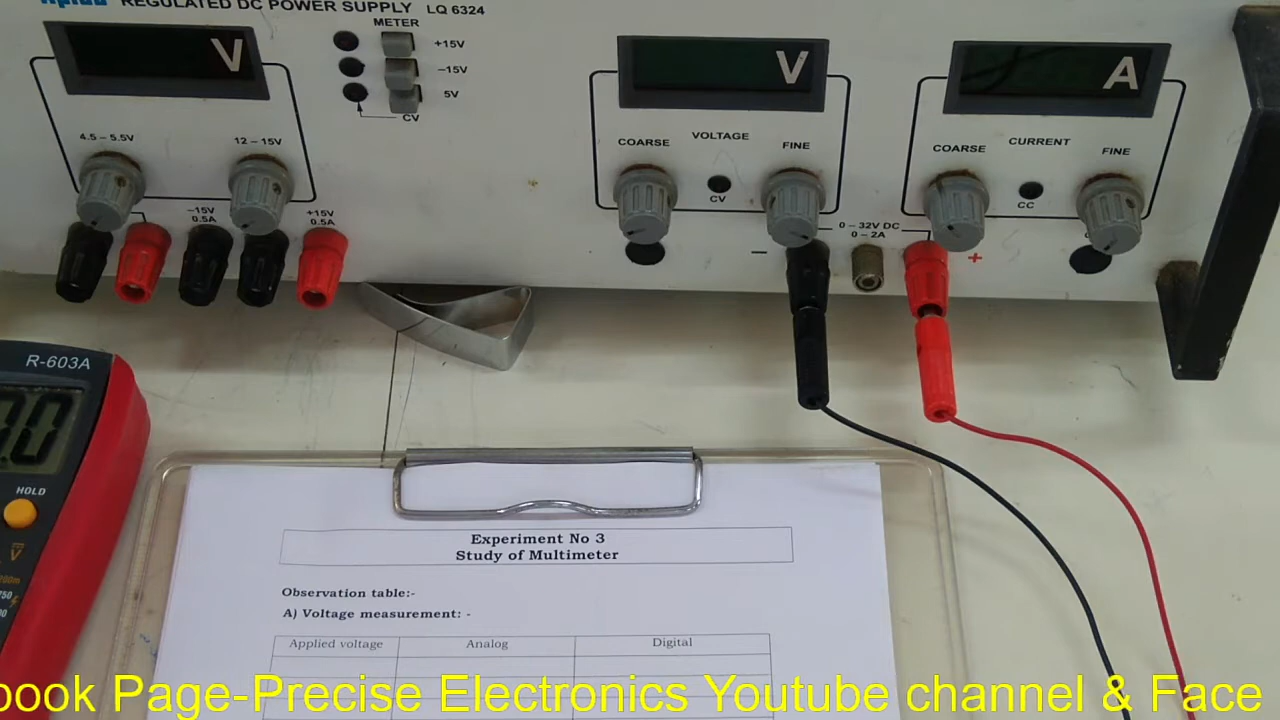 REGULATED DC POWER SUPPLY LQ 6324
METER
+15V
-15V
5V
CV
V
4.5 – 5.5V
12 – 15V
-15V
0.5A
+15V
0.5A
V
COARSE
VOLTAGE
FINE
CV
A
COARSE
CURRENT
FINE
CC
0 – 32V DC
0 – 2A
–
+
R-603A
HOLD
Experiment No 3
Study of Multimeter
Observation table:-
A) Voltage measurement: -
Applied voltage Analog Digital
book Page-Precise Electronics Youtube channel & Face